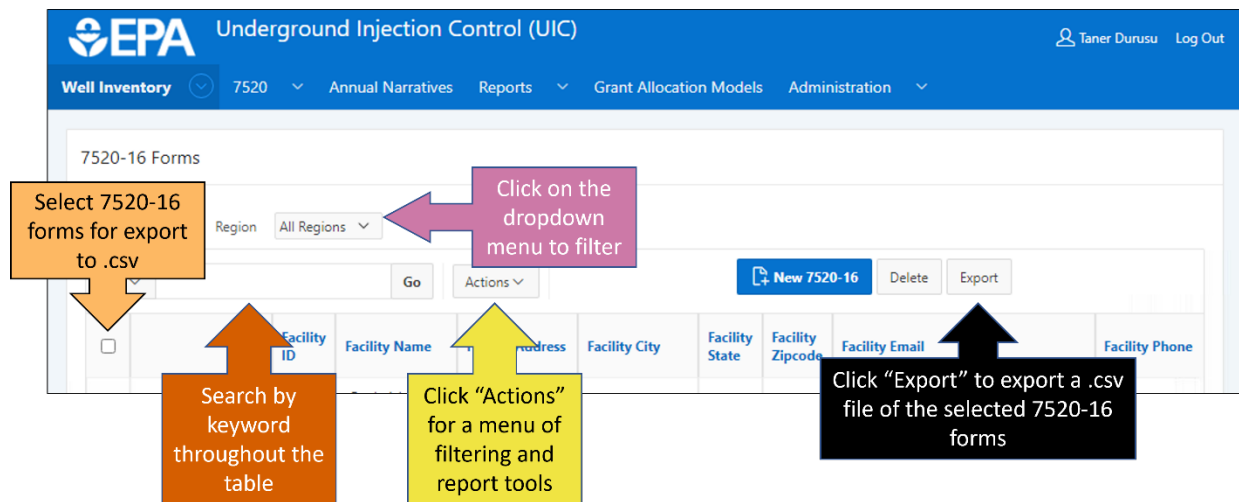 EPA Underground Injection Control (UIC)
Taner Durusu Log Out
Well Inventory 7520 Annual Narratives Reports Grant Allocation Models Administration
7520-16 Forms
Select 7520-16
forms for export
to .csv
Region All Regions
Click on the
dropdown
menu to filter
Go Actions New 7520-16 Delete Export
Facility
ID
Facility Name
Facility City
Facility
State
Facility
Zipcode
Facility Email
Facility Phone
Search by
keyword
throughout the
table
Click “Actions”
for a menu of
filtering and
report tools
Click “Export” to export a .csv
file of the selected 7520-16
forms